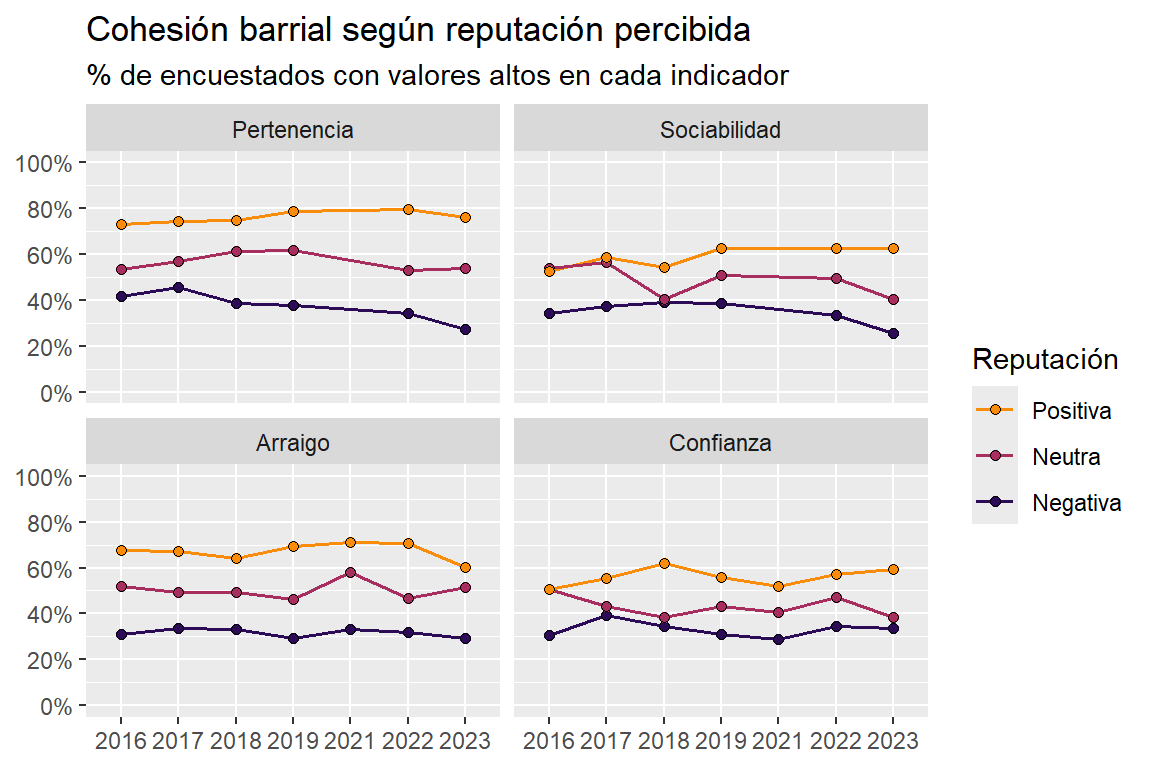 Cohesión barrial según reputación percibida
% de encuestados con valores altos en cada indicador
Pertenencia
Sociabilidad
100%
80%
60%
40%
20%
0%
Arraigo
Confianza
100%
80%
60%
40%
20%
0%
2016 2017 2018 2019 2021 2022 2023
2016 2017 2018 2019 2021 2022 2023
Reputación
Positiva
Neutra
Negativa